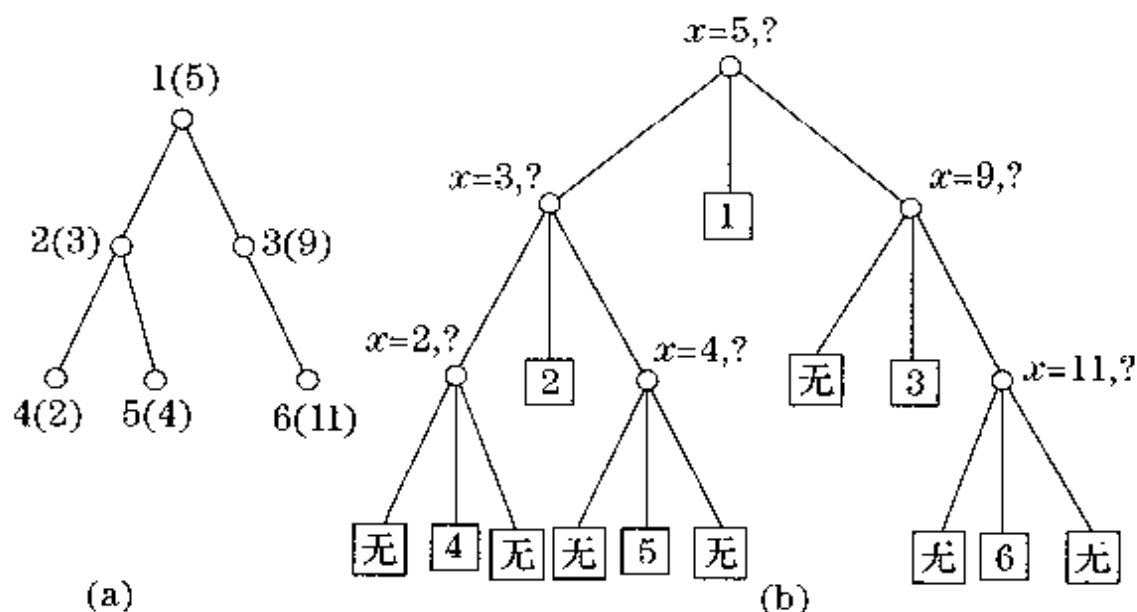 x=5,?
1(5)
x=3,?
1
x=9,?
2(3)
3(9)
x=2,?
2
x=4,?
无
3
x=11,?
4(2)
5(4)
6(11)
无
4
无
无
5
无
无
6
无
(a)
(b)